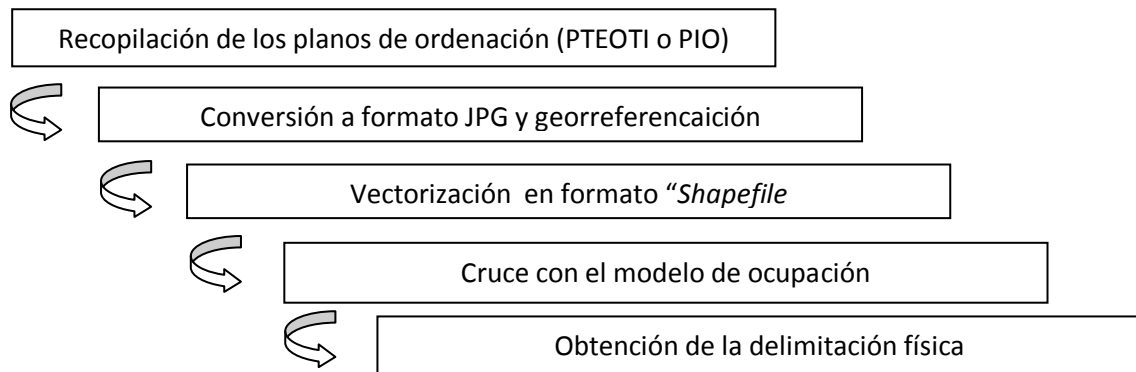 Recopilación de los planos de ordenación (PTEOTI o PIO)
Conversión a formato JPG y georreferencaición
Vectorización en formato “Shapefile
Cruce con el modelo de ocupación
Obtención de la delimitación física